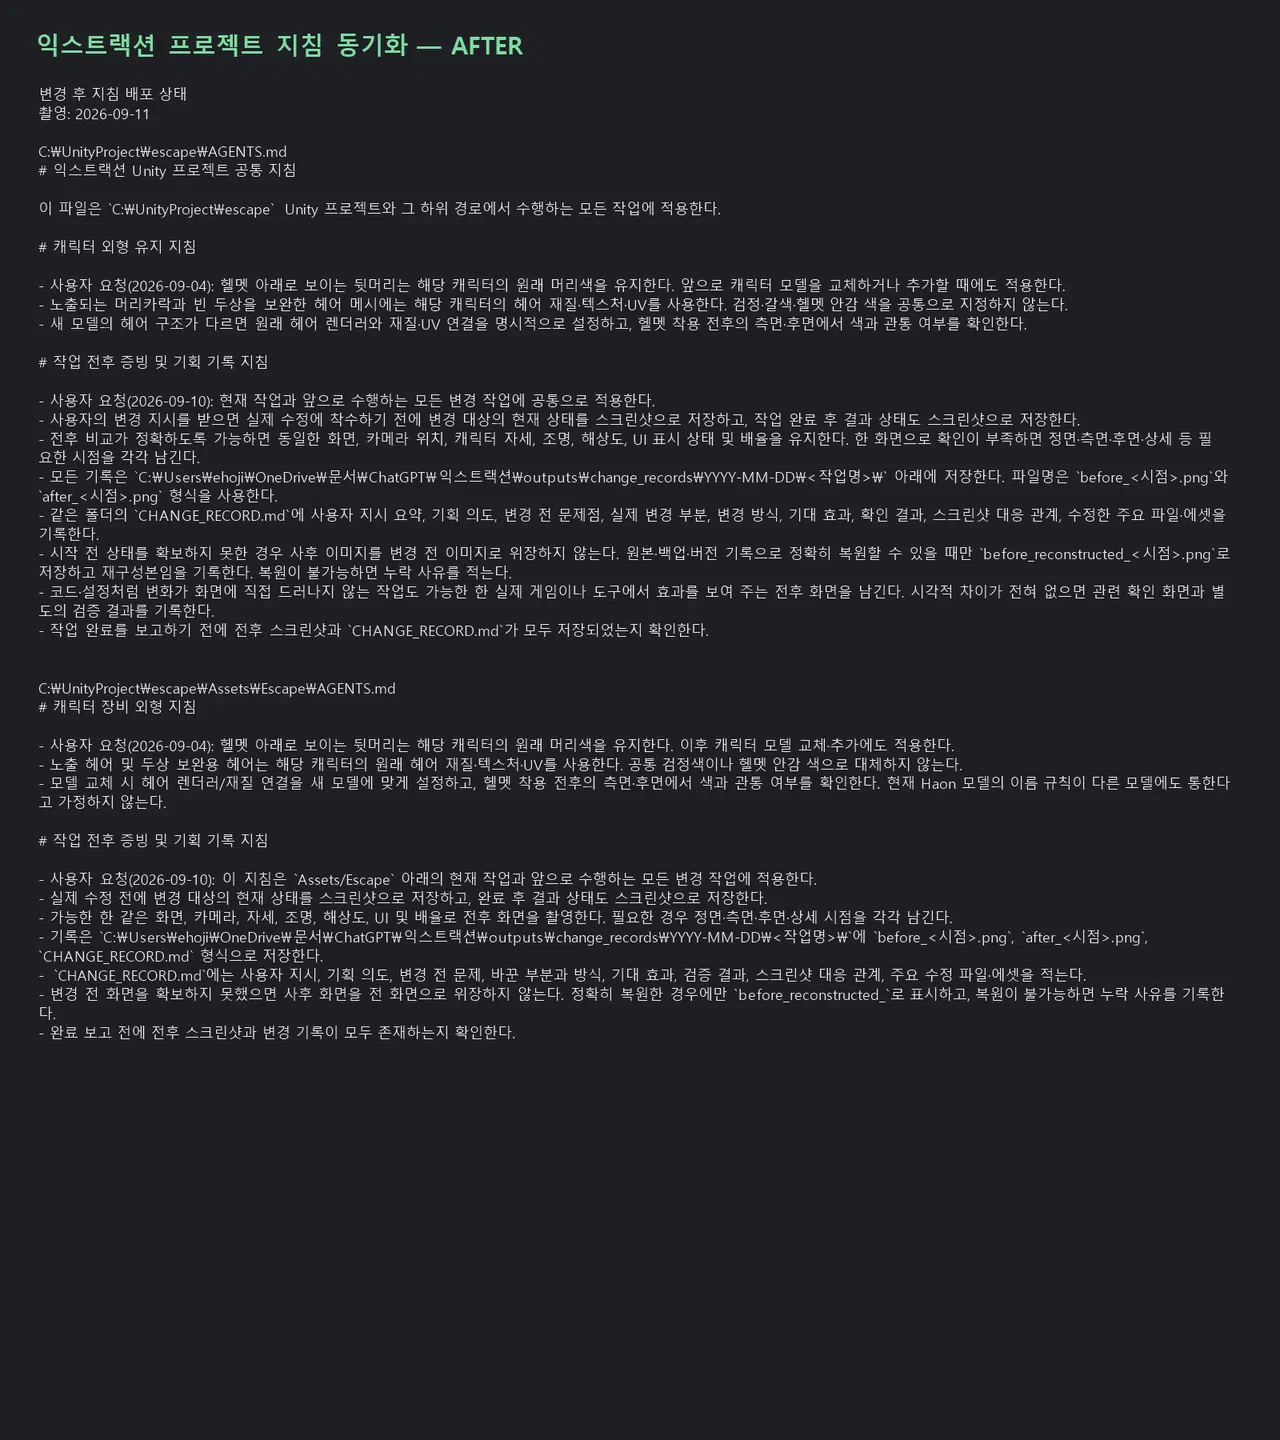 익스트랙션 프로젝트 지침 동기화 — AFTER
변경 후 지침 배포 상태
촬영: 2026-09-11
C:₩UnityProject₩escape₩AGENTS.md
# 익스트랙션 Unity 프로젝트 공통 지침
이 파일은 `C:₩UnityProject₩escape` Unity 프로젝트와 그 하위 경로에서 수행하는 모든 작업에 적용한다.
# 캐릭터 외형 유지 지침
- 사용자 요청(2026-09-04): 헬멧 아래로 보이는 뒷머리는 해당 캐릭터의 원래 머리색을 유지한다. 앞으로 캐릭터 모델을 교체하거나 추가할 때에도 적용한다.
- 노출되는 머리카락과 빈 두상을 보완한 헤어 메시에는 해당 캐릭터의 헤어 재질·텍스처·UV를 사용한다. 검정·갈색·헬멧 안감 색을 공통으로 지정하지 않는다.
- 새 모델의 헤어 구조가 다르면 원래 헤어 렌더러와 재질·UV 연결을 명시적으로 설정하고, 헬멧 착용 전후의 측면·후면에서 색과 관통 여부를 확인한다.
# 작업 전후 증빙 및 기획 기록 지침
- 사용자 요청(2026-09-10): 현재 작업과 앞으로 수행하는 모든 변경 작업에 공통으로 적용한다.
- 사용자의 변경 지시를 받으면 실제 수정에 착수하기 전에 변경 대상의 현재 상태를 스크린샷으로 저장하고, 작업 완료 후 결과 상태도 스크린샷으로 저장한다.
- 전후 비교가 정확하도록 가능하면 동일한 화면, 카메라 위치, 캐릭터 자세, 조명, 해상도, UI 표시 상태 및 배율을 유지한다. 한 화면으로 확인이 부족하면 정면·측면·후면·상세 등 필
요한 시점을 각각 남긴다.
- 모든 기록은 `C:₩Users₩ehoji₩OneDrive₩문서₩ChatGPT₩익스트랙션₩outputs₩change_records₩YYYY-MM-DD₩<작업명>₩` 아래에 저장한다. 파일명은 `before_<시점>.png`와
`after_<시점>.png` 형식을 사용한다.
- 같은 폴더의 `CHANGE_RECORD.md`에 사용자 지시 요약, 기획 의도, 변경 전 문제점, 실제 변경 부분, 변경 방식, 기대 효과, 확인 결과, 스크린샷 대응 관계, 수정한 주요 파일·에셋을
기록한다.
- 시작 전 상태를 확보하지 못한 경우 사후 이미지를 변경 전 이미지로 위장하지 않는다. 원본·백업·버전 기록으로 정확히 복원할 수 있을 때만 `before_reconstructed_<시점>.png`로
저장하고 재구성본임을 기록한다. 복원이 불가능하면 누락 사유를 적는다.
- 코드·설정처럼 변화가 화면에 직접 드러나지 않는 작업도 가능한 한 실제 게임이나 도구에서 효과를 보여 주는 전후 화면을 남긴다. 시각적 차이가 전혀 없으면 관련 확인 화면과 별
도의 검증 결과를 기록한다.
- 작업 완료를 보고하기 전에 전후 스크린샷과 `CHANGE_RECORD.md`가 모두 저장되었는지 확인한다.
C:₩UnityProject₩escape₩Assets₩Escape₩AGENTS.md
# 캐릭터 장비 외형 지침
- 사용자 요청(2026-09-04): 헬멧 아래로 보이는 뒷머리는 해당 캐릭터의 원래 머리색을 유지한다. 이후 캐릭터 모델 교체·추가에도 적용한다.
- 노출 헤어 및 두상 보완용 헤어는 해당 캐릭터의 원래 헤어 재질·텍스처·UV를 사용한다. 공통 검정색이나 헬멧 안감 색으로 대체하지 않는다.
- 모델 교체 시 헤어 렌더러/재질 연결을 새 모델에 맞게 설정하고, 헬멧 착용 전후의 측면·후면에서 색과 관통 여부를 확인한다. 현재 Haon 모델의 이름 규칙이 다른 모델에도 통한다
고 가정하지 않는다.
# 작업 전후 증빙 및 기획 기록 지침
- 사용자 요청(2026-09-10): 이 지침은 `Assets/Escape` 아래의 현재 작업과 앞으로 수행하는 모든 변경 작업에 적용한다.
- 실제 수정 전에 변경 대상의 현재 상태를 스크린샷으로 저장하고, 완료 후 결과 상태도 스크린샷으로 저장한다.
- 가능한 한 같은 화면, 카메라, 자세, 조명, 해상도, UI 및 배율로 전후 화면을 촬영한다. 필요한 경우 정면·측면·후면·상세 시점을 각각 남긴다.
- 기록은 `C:₩Users₩ehoji₩OneDrive₩문서₩ChatGPT₩익스트랙션₩outputs₩change_records₩YYYY-MM-DD₩<작업명>₩`에 `before_<시점>.png`, `after_<시점>.png`,
`CHANGE_RECORD.md` 형식으로 저장한다.
- `CHANGE_RECORD.md`에는 사용자 지시, 기획 의도, 변경 전 문제, 바꾼 부분과 방식, 기대 효과, 검증 결과, 스크린샷 대응 관계, 주요 수정 파일·에셋을 적는다.
- 변경 전 화면을 확보하지 못했으면 사후 화면을 전 화면으로 위장하지 않는다. 정확히 복원한 경우에만 `before_reconstructed_`로 표시하고, 복원이 불가능하면 누락 사유를 기록한
다.
- 완료 보고 전에 전후 스크린샷과 변경 기록이 모두 존재하는지 확인한다.